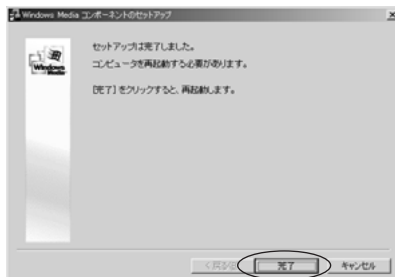 Windows Media コンポーネントのセットアップ
Windows
Media
セットアップは完了しました。
コンピュータを再起動する必要があります。
[完了] をクリックすると、再起動します。
< 戻る(B)
完了
キャンセル